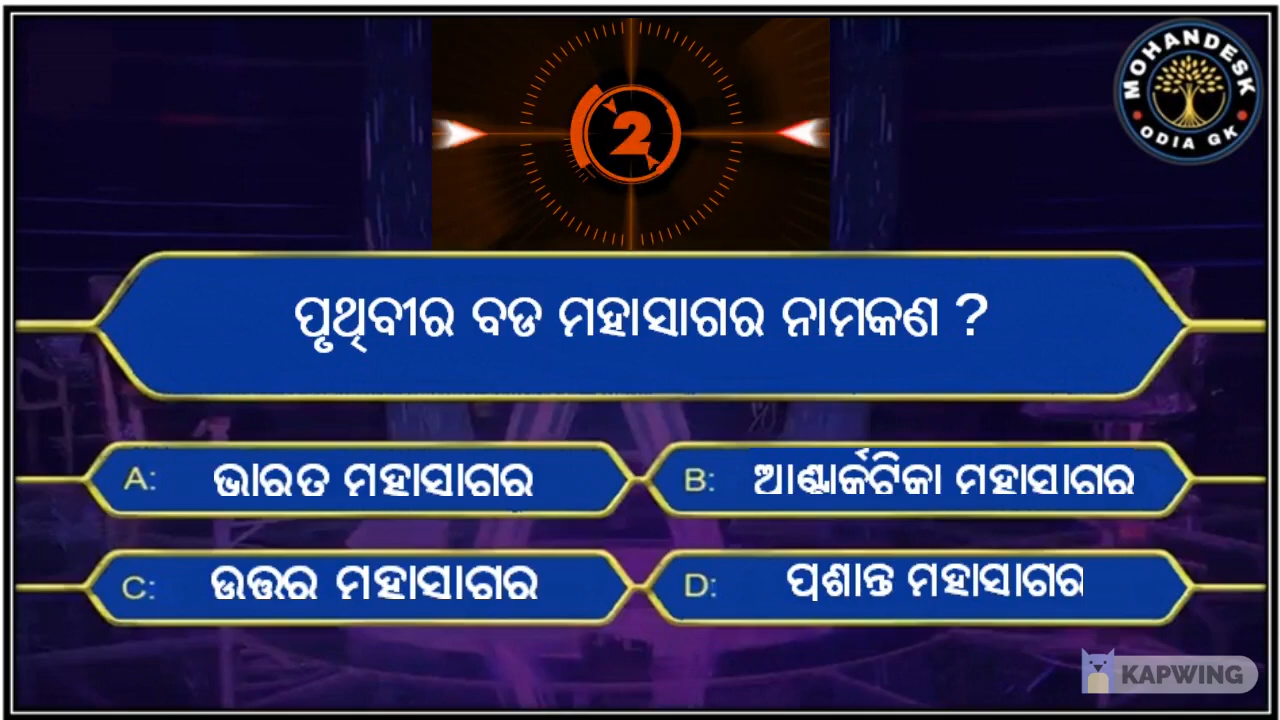 MOHANDESK
ODIA GK
2
ପୃଥିବୀର ବଡ ମହାସାଗର ନାମକଣ ?
A: ଭାରତ ମହାସାଗର
B: ଆଣ୍ଟାର୍କଟିକା ମହାସାଗର
C: ଉତ୍ତର ମହାସାଗର
D: ପ୍ରଶାନ୍ତ ମହାସାଗର
KAPWING